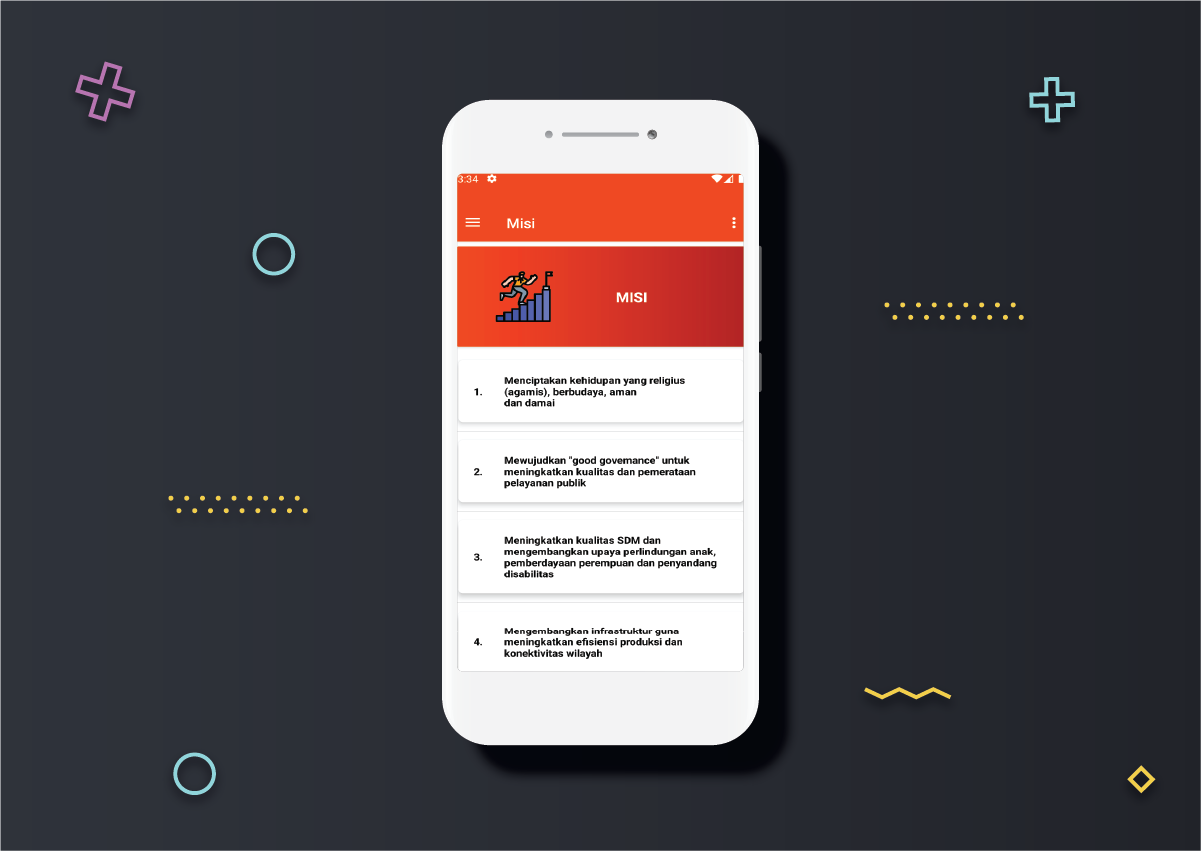 3:34
Misi
MISI
1.
Menciptakan kehidupan yang religius
(agamis), berbudaya, aman
dan damai
2.
Mewujudkan "good governance" untuk
meningkatkan kualitas dan pemerataan
pelayanan publik
3.
Meningkatkan kualitas SDM dan
mengembangkan upaya perlindungan anak,
pemberdayaan perempuan dan penyandang
disabilitas
4.
Mengembangkan infrastruktur guna
meningkatkan efisiensi produksi dan
konektivitas wilayah